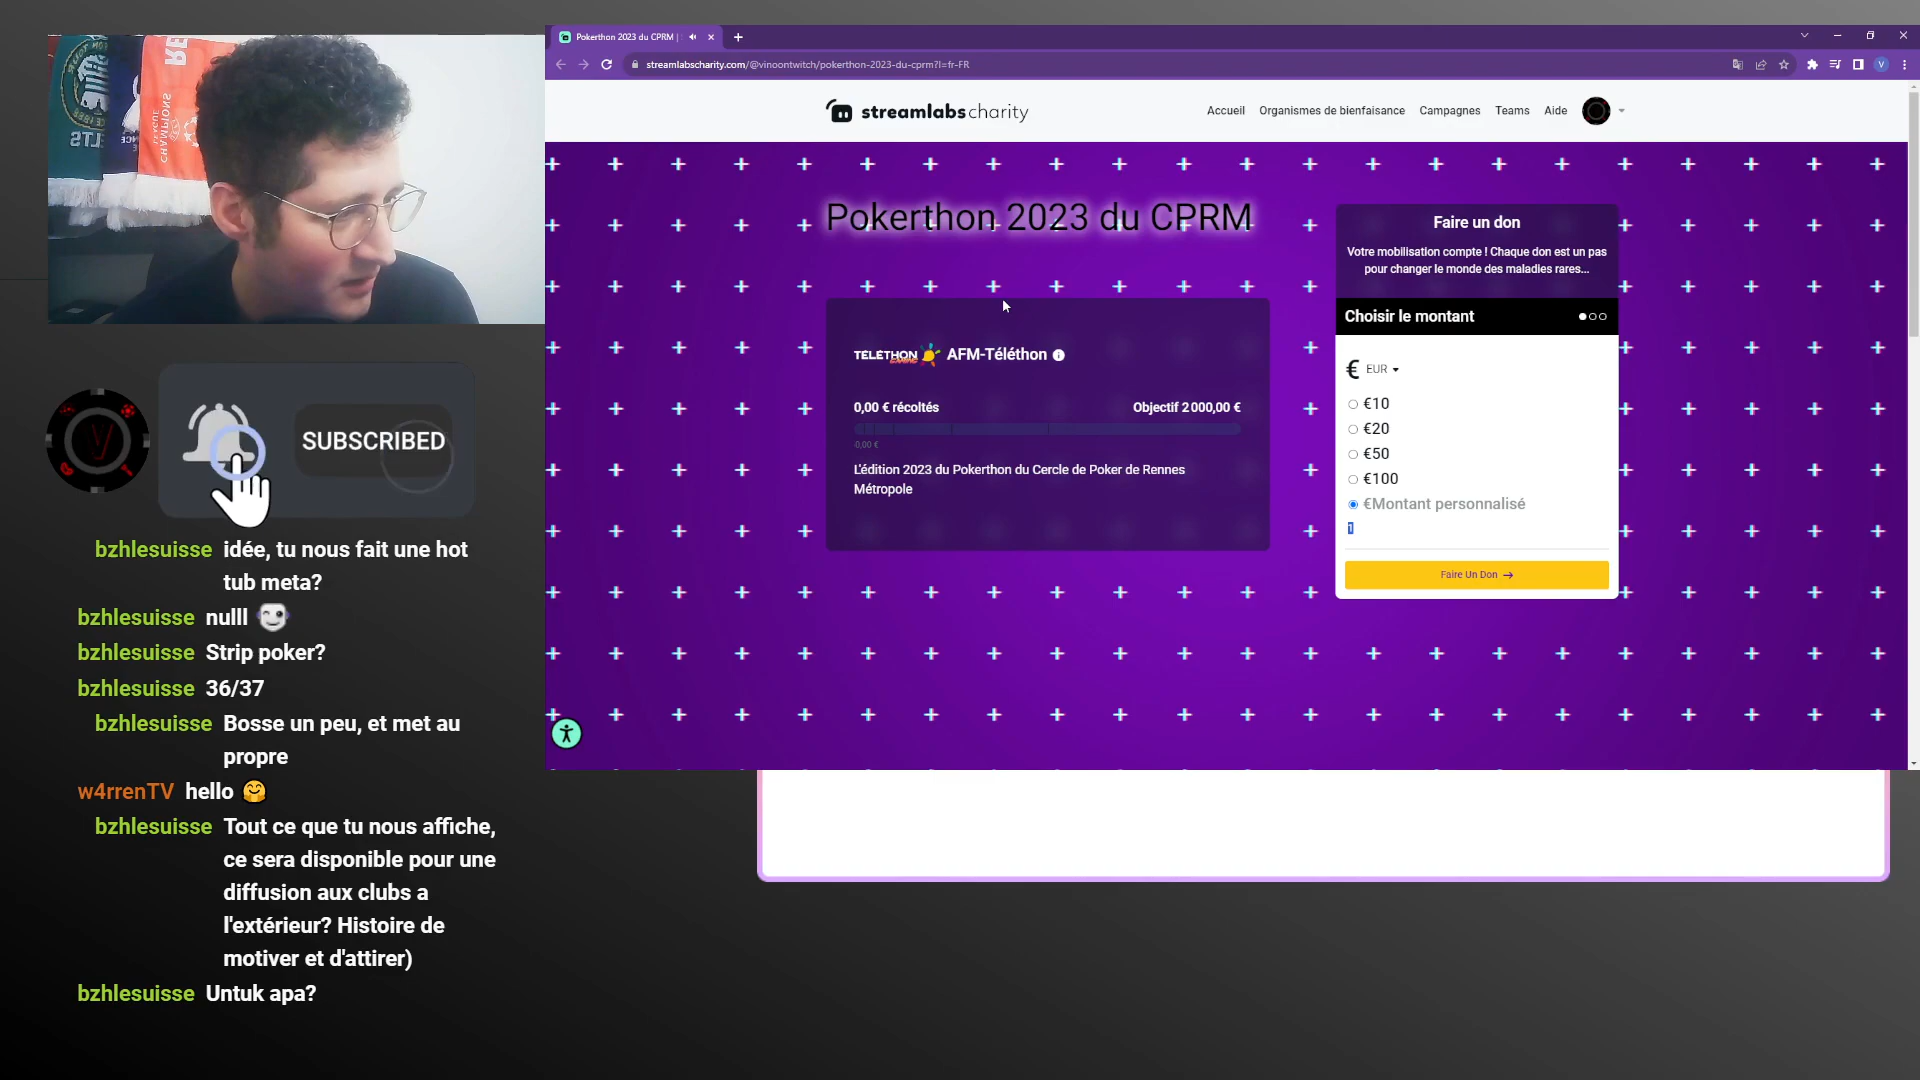 Pokerthon 2023 du CPRM |
streamlabscharity.com/@vinoontwitch/pokerthon-2023-du-cprm?l=fr-FR
V
streamlabs charity
Accueil Organismes de bienfaisance Campagnes Teams Aide
Pokerthon 2023 du CPRM
TÉLÉTHON AFM-Téléthon
0,00 € récoltés Objectif 2 000,00 €
0,00 €
L'édition 2023 du Pokerthon du Cercle de Poker de Rennes
Métropole
Faire un don
Votre mobilisation compte ! Chaque don est un pas
pour changer le monde des maladies rares...
Choisir le montant
€ EUR
€10
€20
€50
€100
€Montant personnalisé
1
Faire Un Don →
CHAMPIONS
SUBSCRIBED
bzhlesuisse idée, tu nous fait une hot
tub meta?
bzhlesuisse nulll
bzhlesuisse Strip poker?
bzhlesuisse 36/37
bzhlesuisse Bosse un peu, et met au
propre
w4rrenTV hello 🤗
bzhlesuisse Tout ce que tu nous affiche,
ce sera disponible pour une
diffusion aux clubs a
l'extérieur? Histoire de
motiver et d'attirer)
bzhlesuisse Untuk apa?